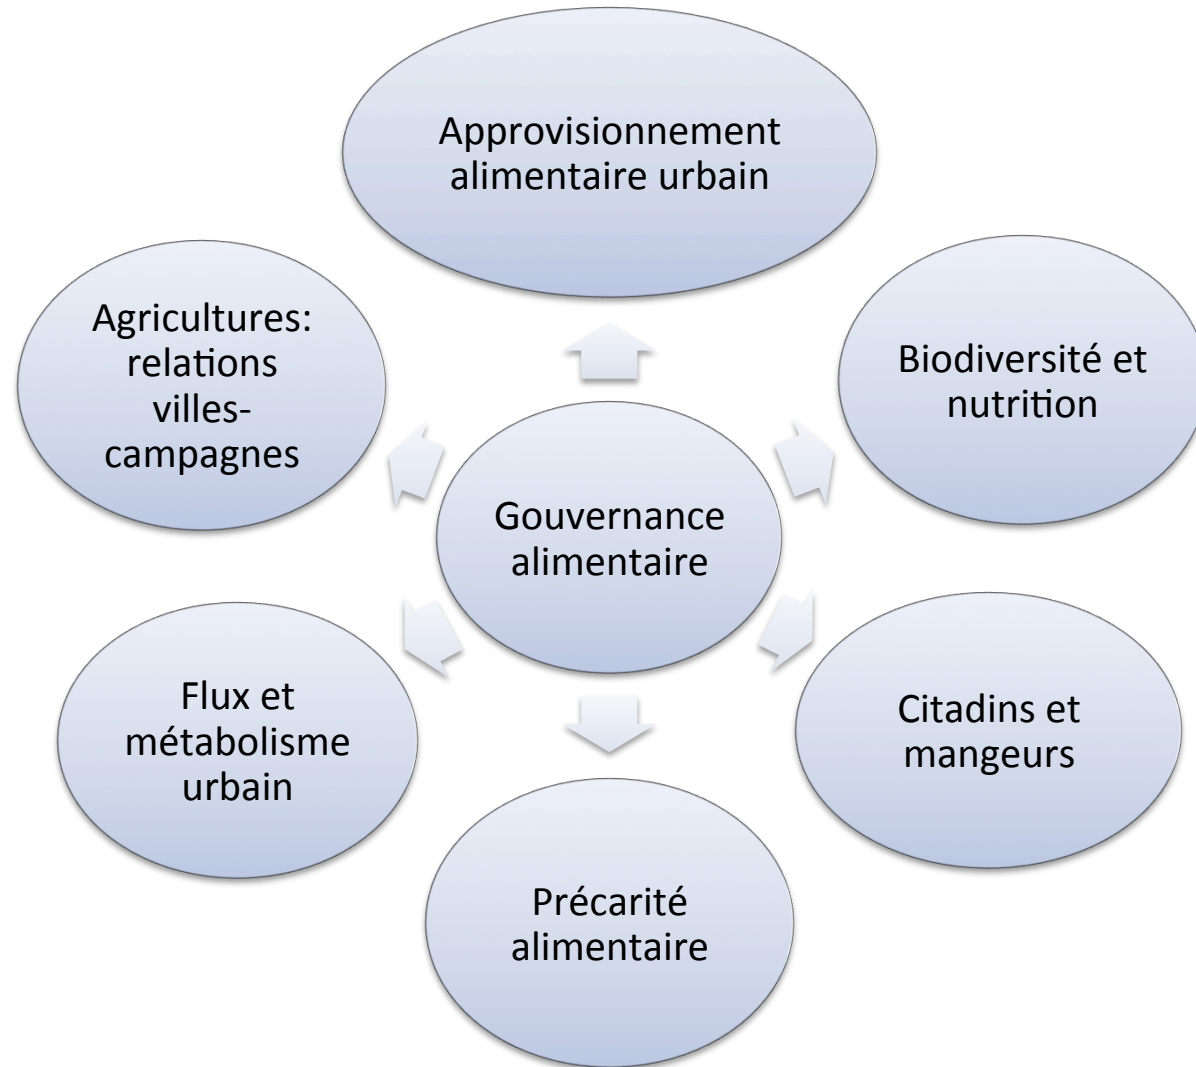 Approvisionnement
alimentaire urbain
Agricultures:
relations
villes-
campagnes
Biodiversité et
nutrition
Gouvernance
alimentaire
Flux et
métabolisme
urbain
Citadins et
mangeurs
Précarité
alimentaire